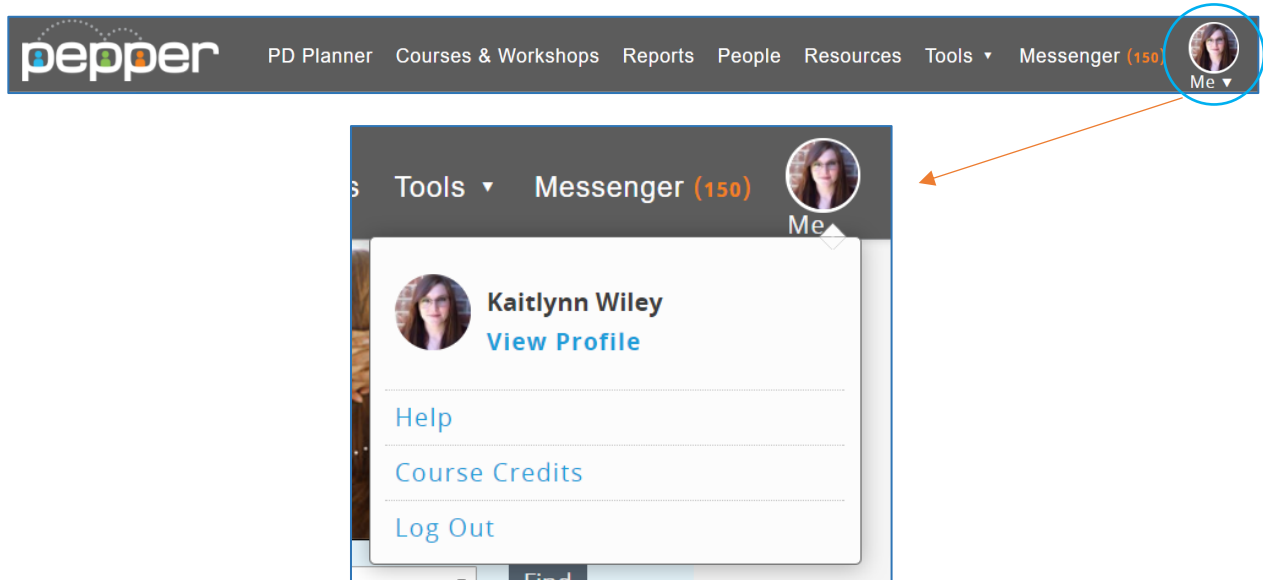 pepper PD Planner Courses & Workshops Reports People Resources Tools ▼ Messenger (150)
Me ▼
s Tools ▼ Messenger (150)
Me
Kaitlynn Wiley
View Profile
Help
Course Credits
Log Out
Find